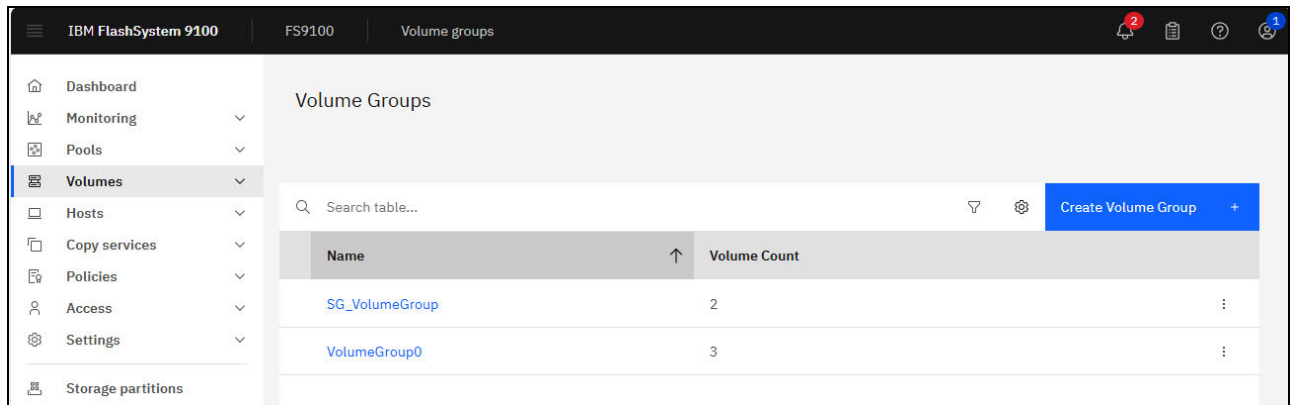 IBM FlashSystem 9100 FS9100 Volume groups 2 1
Dashboard
Monitoring
Pools
Volumes
Hosts
Copy services
Policies
Access
Settings
Storage partitions
Volume Groups
Search table... Create Volume Group +
Name Volume Count
SG_VolumeGroup 2
VolumeGroup0 3